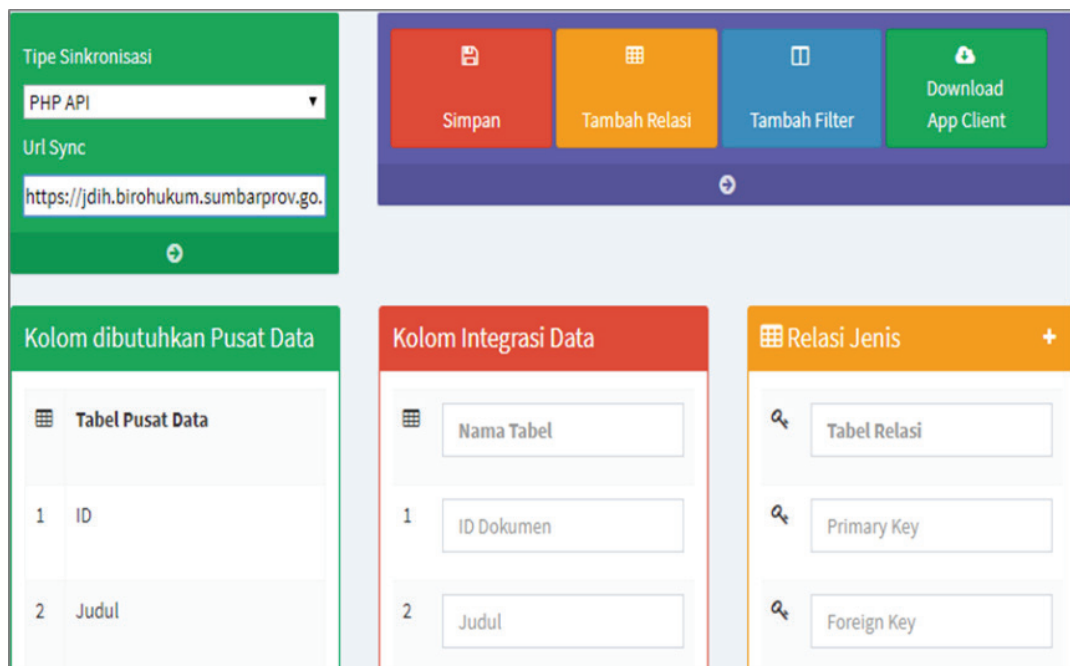 Tipe Sinkronisasi
PHP API
Url Sync
https://jdih.birohukum.sumbarprov.go.
Simpan
Tambah Relasi
Tambah Filter
Download
App Client
Kolom dibutuhkan Pusat Data
Tabel Pusat Data
1 ID
2 Judul
Kolom Integrasi Data
Nama Tabel
1 ID Dokumen
2 Judul
Relasi Jenis
Tabel Relasi
Primary Key
Foreign Key